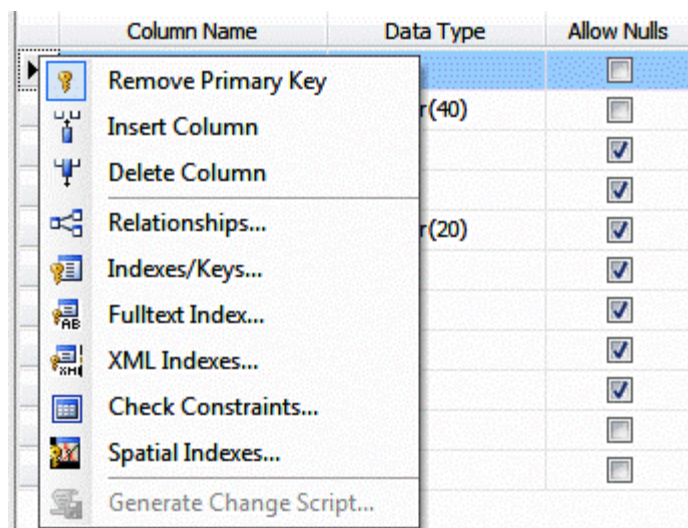 Column Name Data Type Allow Nulls
Remove Primary Key
Insert Column r(40)
Delete Column
Relationships... r(20)
Indexes/Keys...
Fulltext Index...
XML Indexes...
Check Constraints...
Spatial Indexes...
Generate Change Script...